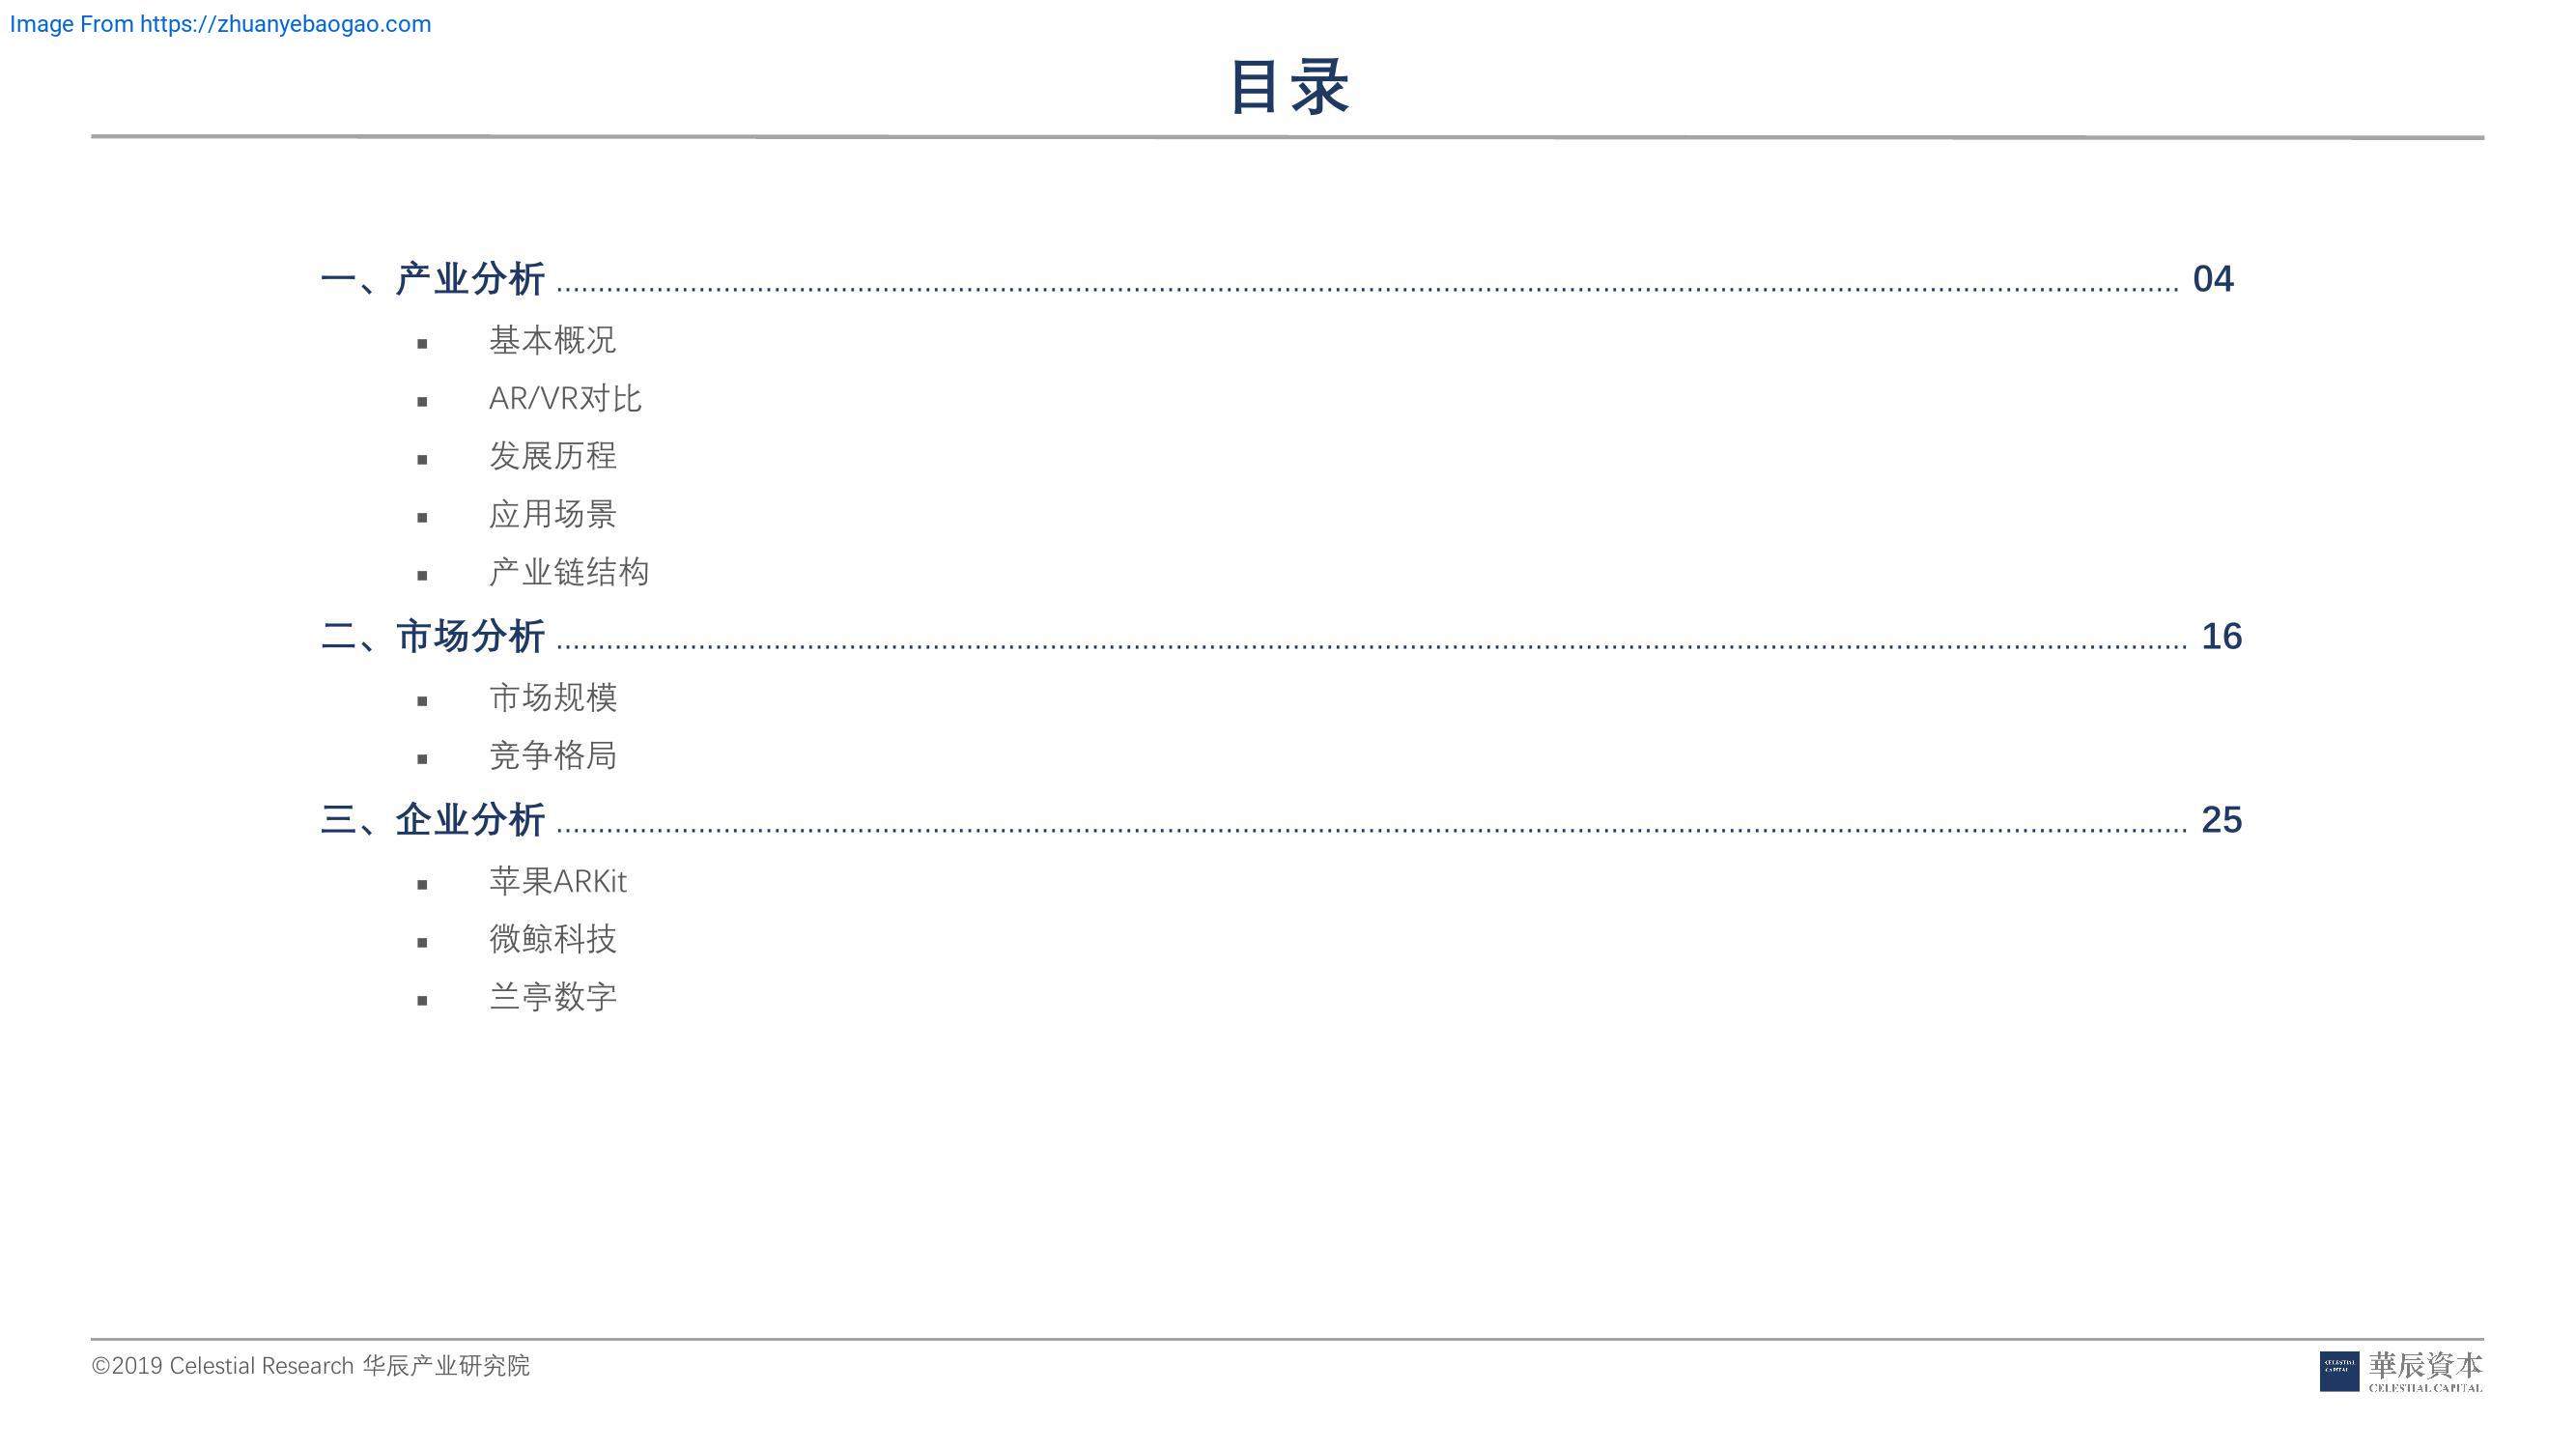 Image From https://zhuanyebaogao.com
目录
一、产业分析 .......... 04
▪ 基本概况
▪ AR/VR对比
▪ 发展历程
▪ 应用场景
▪ 产业链结构
二、市场分析 .......... 16
▪ 市场规模
▪ 竞争格局
三、企业分析 .......... 25
▪ 苹果ARKit
▪ 微鲸科技
▪ 兰亭数字
©2019 Celestial Research 华辰产业研究院
CELESTIAL
CAPITAL
華辰資本
CELESTIAL CAPITAL